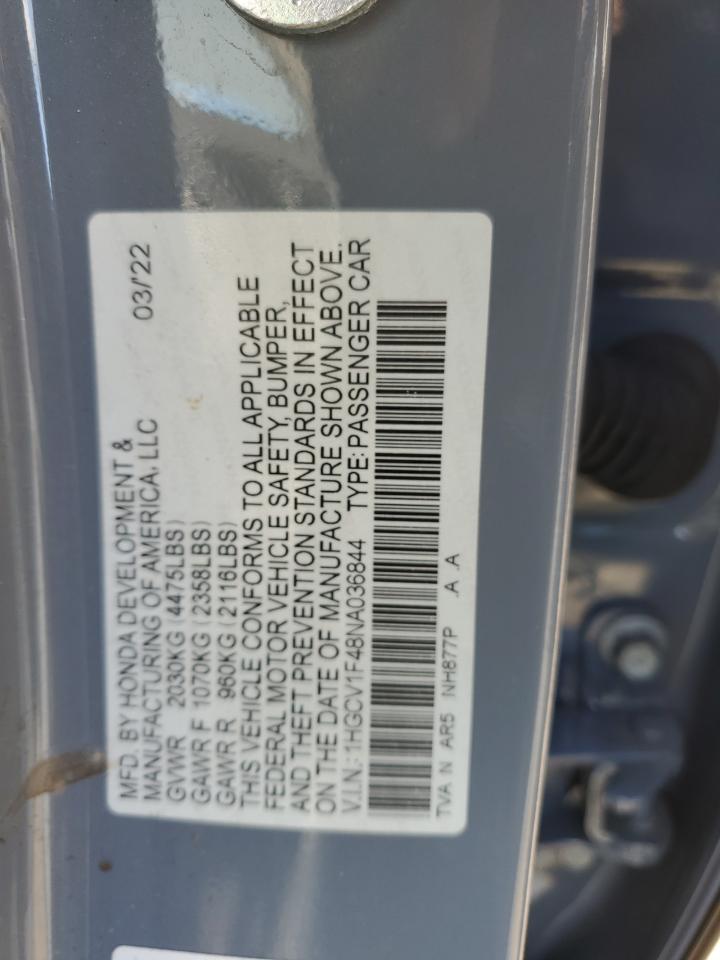 MFD. BY HONDA DEVELOPMENT &
MANUFACTURING OF AMERICA, LLC 03/'22
GVWR 2030KG (4475LBS)
GAWR F 1070KG (2358LBS)
GAWR R 960KG (2116LBS)
THIS VEHICLE CONFORMS TO ALL APPLICABLE
FEDERAL MOTOR VEHICLE SAFETY, BUMPER,
AND THEFT PREVENTION STANDARDS IN EFFECT
ON THE DATE OF MANUFACTURE SHOWN ABOVE.
V.I.N.: 1HGCV1F48NA036844 TYPE: PASSENGER CAR
TVA N AR5 NH877P .A .A